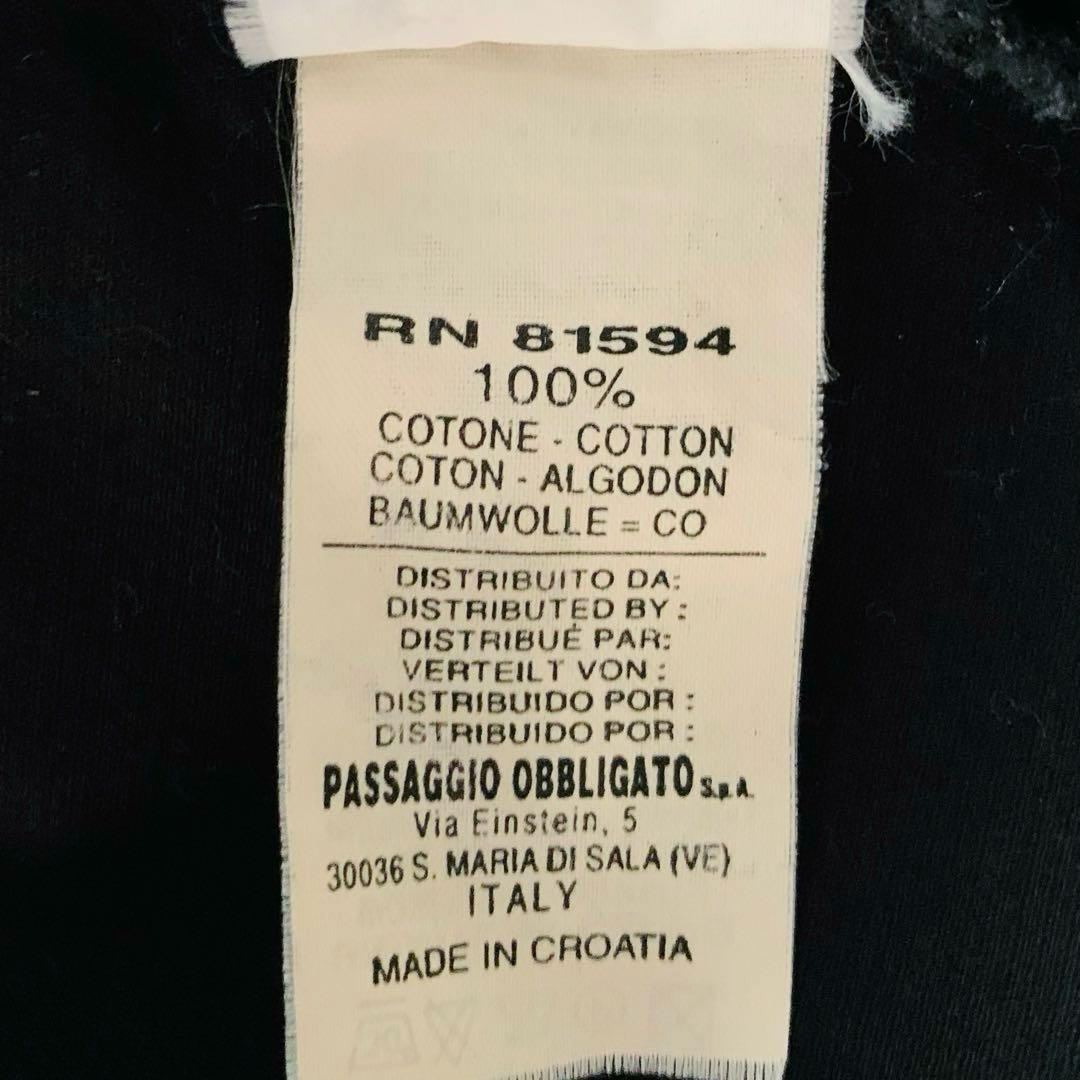 RN 81594
100%
COTONE - COTTON
COTON - ALGODON
BAUMWOLLE = CO
DISTRIBUITO DA:
DISTRIBUTED BY :
DISTRIBUÉ PAR:
VERTEILT VON :
DISTRIBUIDO POR :
DISTRIBUIDO POR :
PASSAGGIO OBBLIGATO S.p.A.
Via Einstein, 5
30036 S. MARIA DI SALA (VE)
ITALY
MADE IN CROATIA